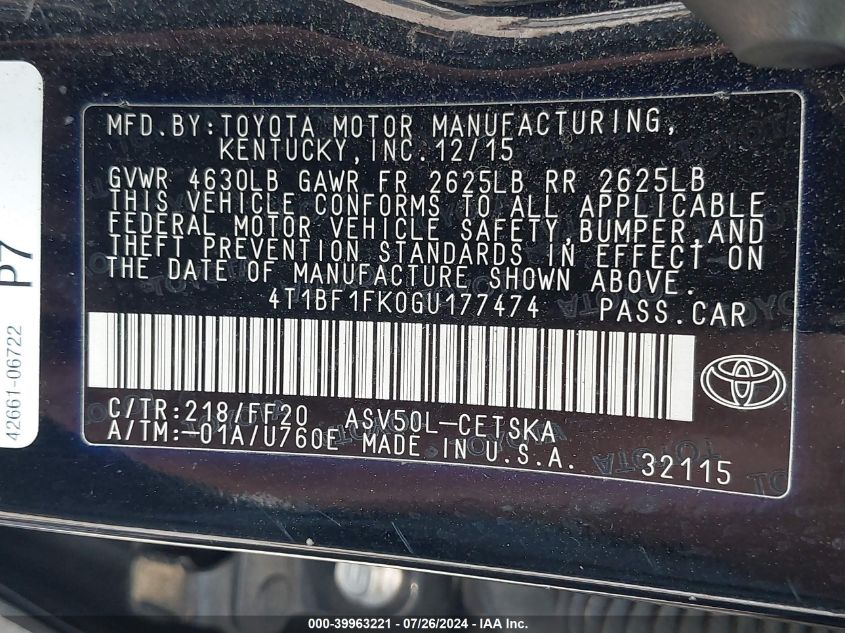 MFD.BY:TOYOTA MOTOR MANUFACTURING,
KENTUCKY,INC.12/15
GVWR 4630LB GAWR FR 2625LB RR 2625LB
THIS VEHICLE CONFORMS TO ALL APPLICABLE
FEDERAL MOTOR VEHICLE SAFETY,BUMPER,AND
THEFT PREVENTION STANDARDS IN EFFECT ON
THE DATE OF MANUFACTURE SHOWN ABOVE.
4T1BF1FK0GU177474 PASS.CAR
C/TR:218/FF20 ASV50L-CETSKA
A/TM:-01A/U760E MADE IN U.S.A. 32115
P7
42661-06722
000-39963221 / 07/26/2024 - IAA Inc.